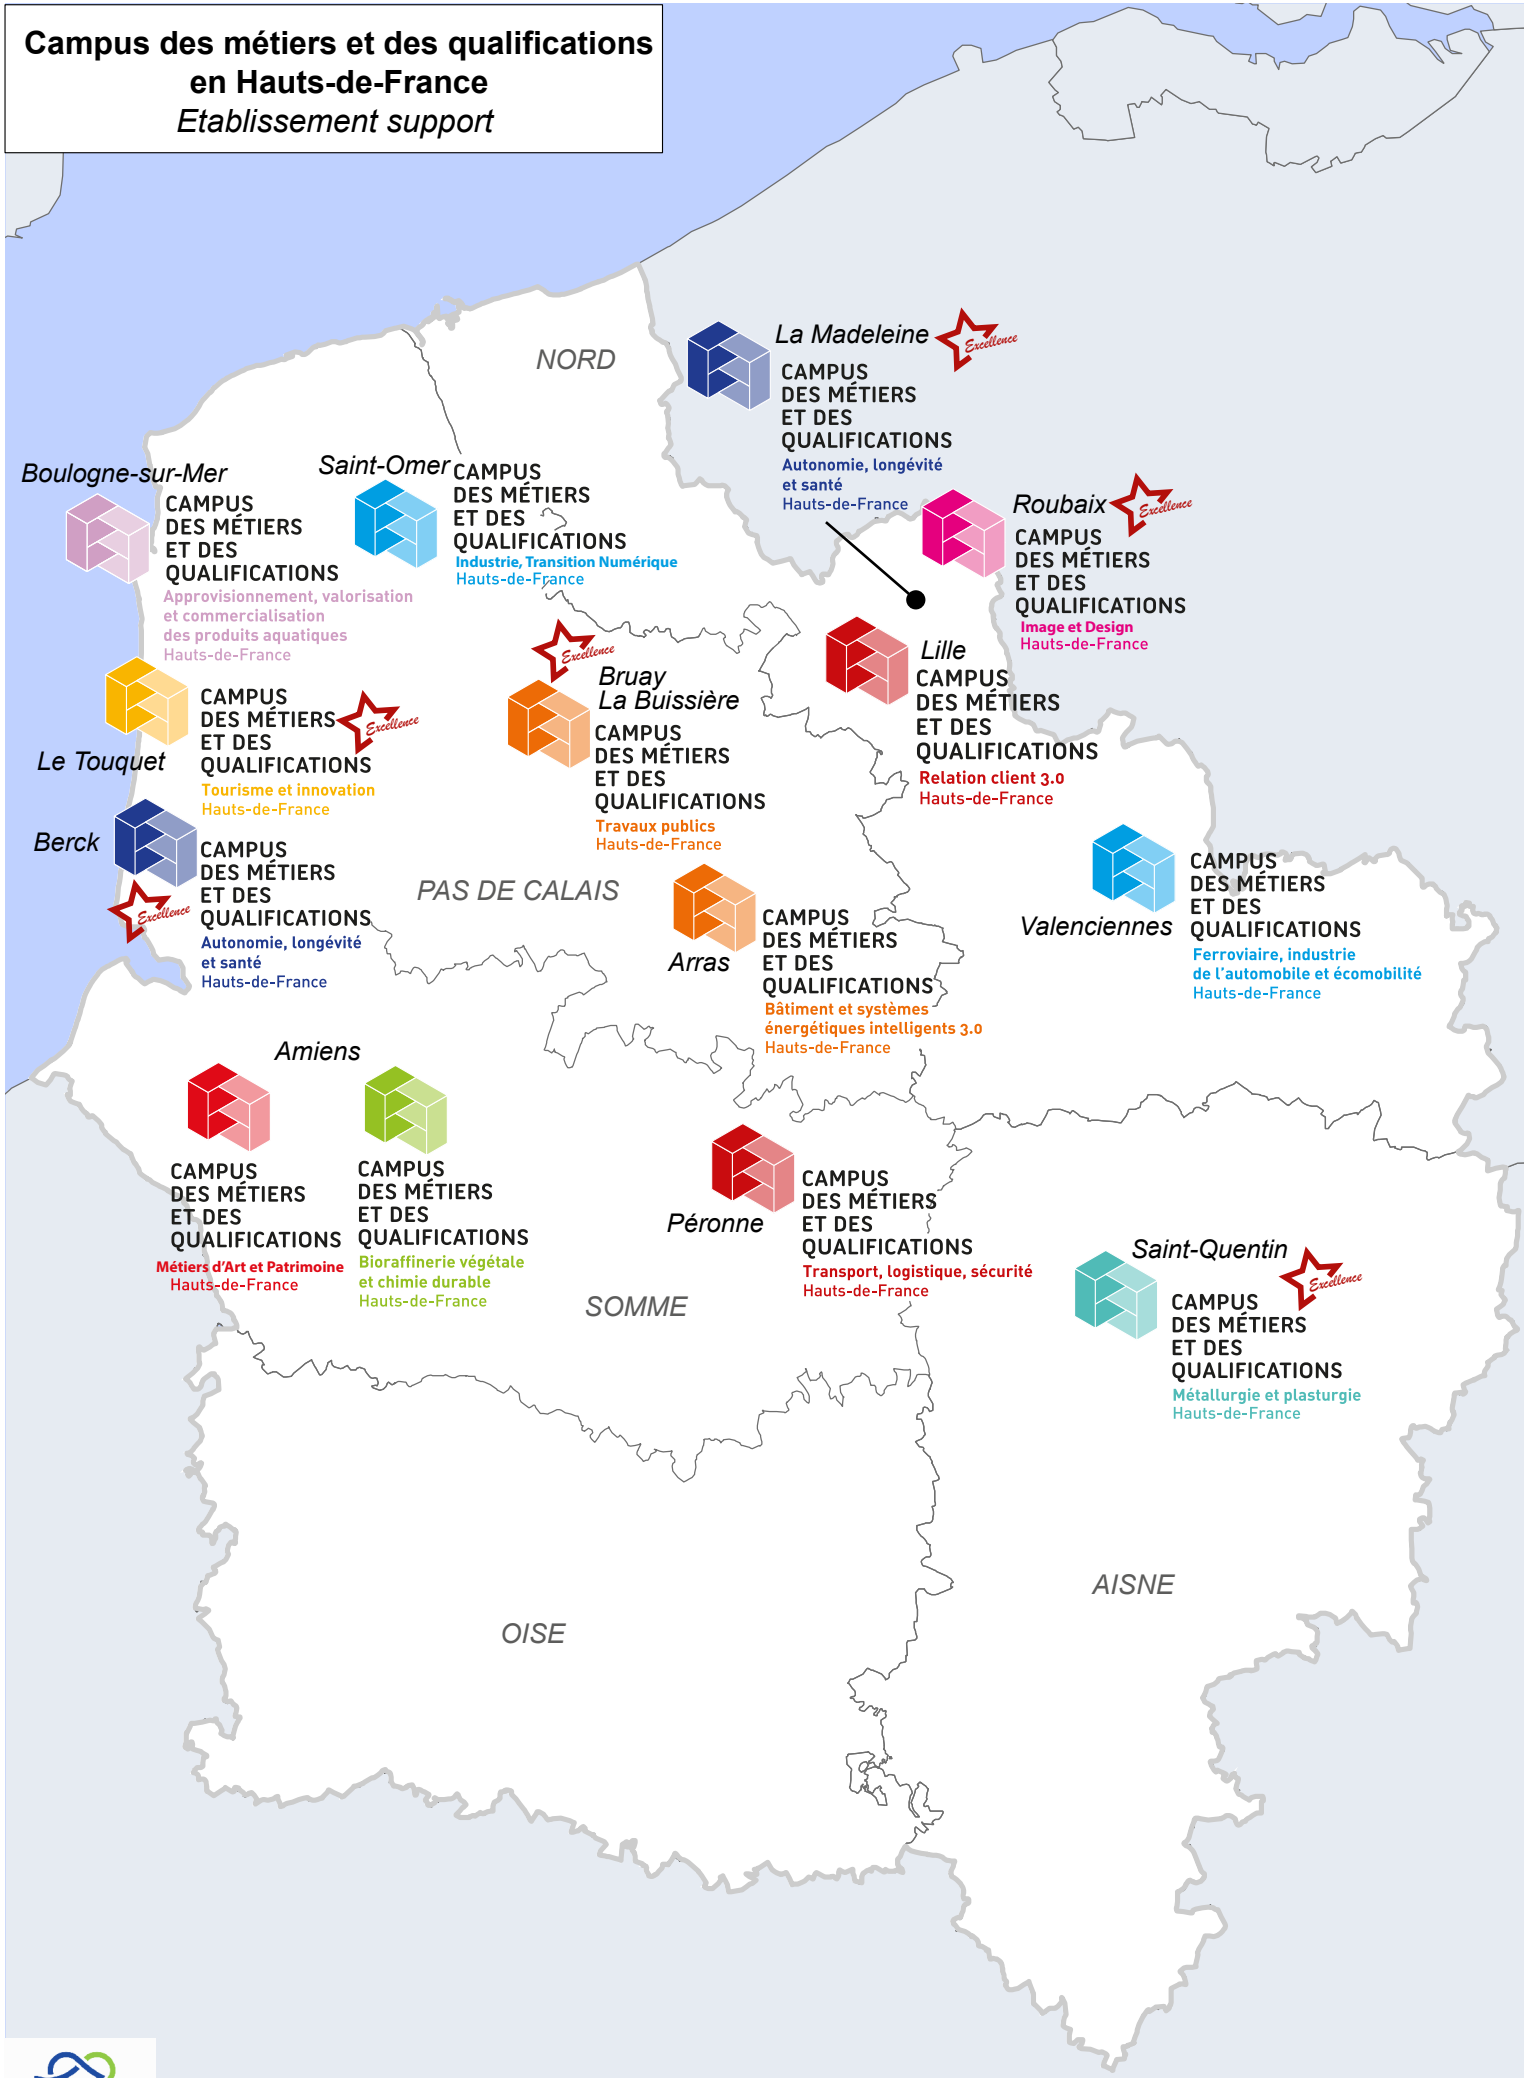 Campus des métiers et des qualifications
en Hauts-de-France
Etablissement support
NORD
La Madeleine
Excellence
CAMPUS
DES MÉTIERS
ET DES
QUALIFICATIONS
Autonomie, longévité
et santé
Hauts-de-France
Boulogne-sur-Mer
CAMPUS
DES MÉTIERS
ET DES
QUALIFICATIONS
Approvisionnement, valorisation
et commercialisation
des produits aquatiques
Hauts-de-France
Saint-Omer
CAMPUS
DES MÉTIERS
ET DES
QUALIFICATIONS
Industrie, Transition Numérique
Hauts-de-France
Roubaix
Excellence
CAMPUS
DES MÉTIERS
ET DES
QUALIFICATIONS
Image et Design
Hauts-de-France
Lille
CAMPUS
DES MÉTIERS
ET DES
QUALIFICATIONS
Relation client 3.0
Hauts-de-France
Excellence
Bruay
La Buissière
CAMPUS
DES MÉTIERS
ET DES
QUALIFICATIONS
Travaux publics
Hauts-de-France
Le Touquet
CAMPUS
DES MÉTIERS
ET DES
QUALIFICATIONS
Excellence
Tourisme et innovation
Hauts-de-France
Berck
Excellence
CAMPUS
DES MÉTIERS
ET DES
QUALIFICATIONS
Autonomie, longévité
et santé
Hauts-de-France
PAS DE CALAIS
Arras
CAMPUS
DES MÉTIERS
ET DES
QUALIFICATIONS
Bâtiment et systèmes
énergétiques intelligents 3.0
Hauts-de-France
Valenciennes
CAMPUS
DES MÉTIERS
ET DES
QUALIFICATIONS
Ferroviaire, industrie
de l'automobile et écomobilité
Hauts-de-France
Amiens
CAMPUS
DES MÉTIERS
ET DES
QUALIFICATIONS
Métiers d'Art et Patrimoine
Hauts-de-France
CAMPUS
DES MÉTIERS
ET DES
QUALIFICATIONS
Bioraffinerie végétale
et chimie durable
Hauts-de-France
Péronne
CAMPUS
DES MÉTIERS
ET DES
QUALIFICATIONS
Transport, logistique, sécurité
Hauts-de-France
SOMME
Saint-Quentin
Excellence
CAMPUS
DES MÉTIERS
ET DES
QUALIFICATIONS
Métallurgie et plasturgie
Hauts-de-France
AISNE
OISE